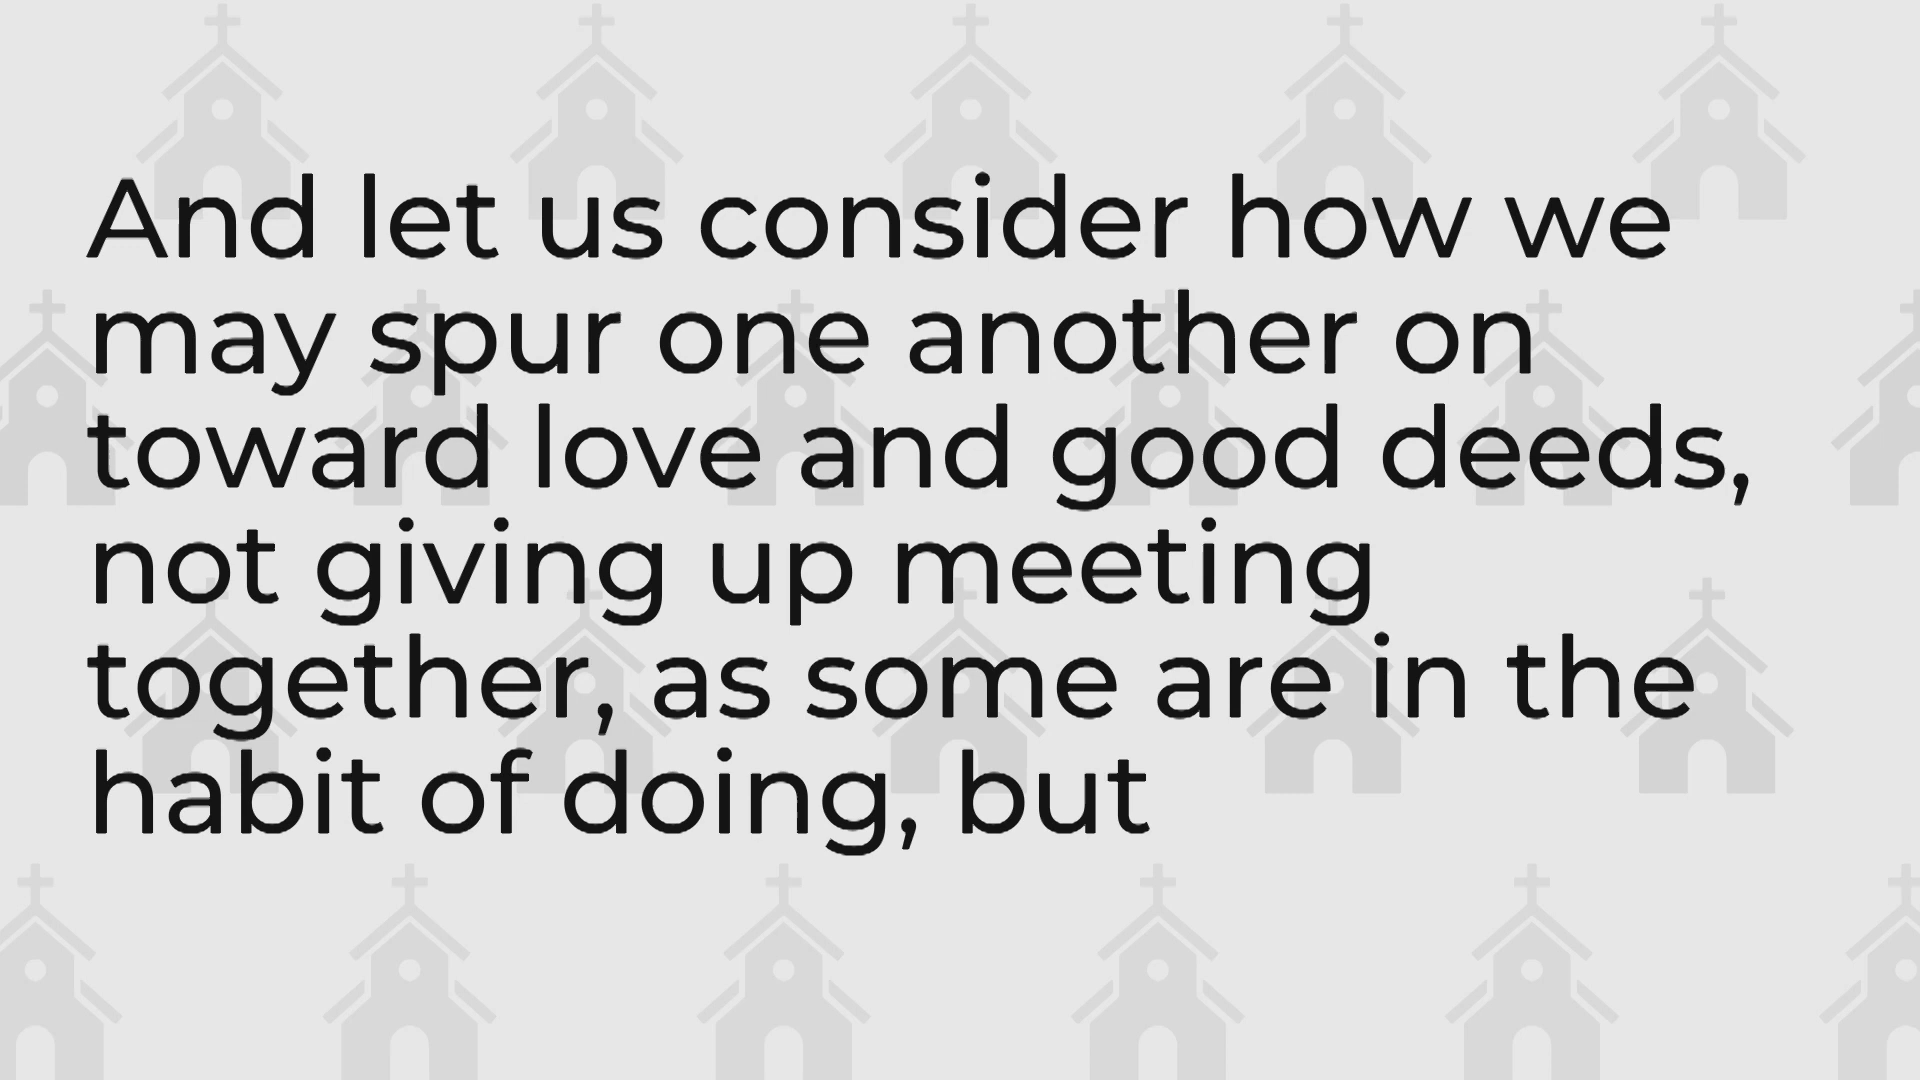 And let us consider how we
may spur one another on
toward love and good deeds,
not giving up meeting
together, as some are in the
habit of doing, but